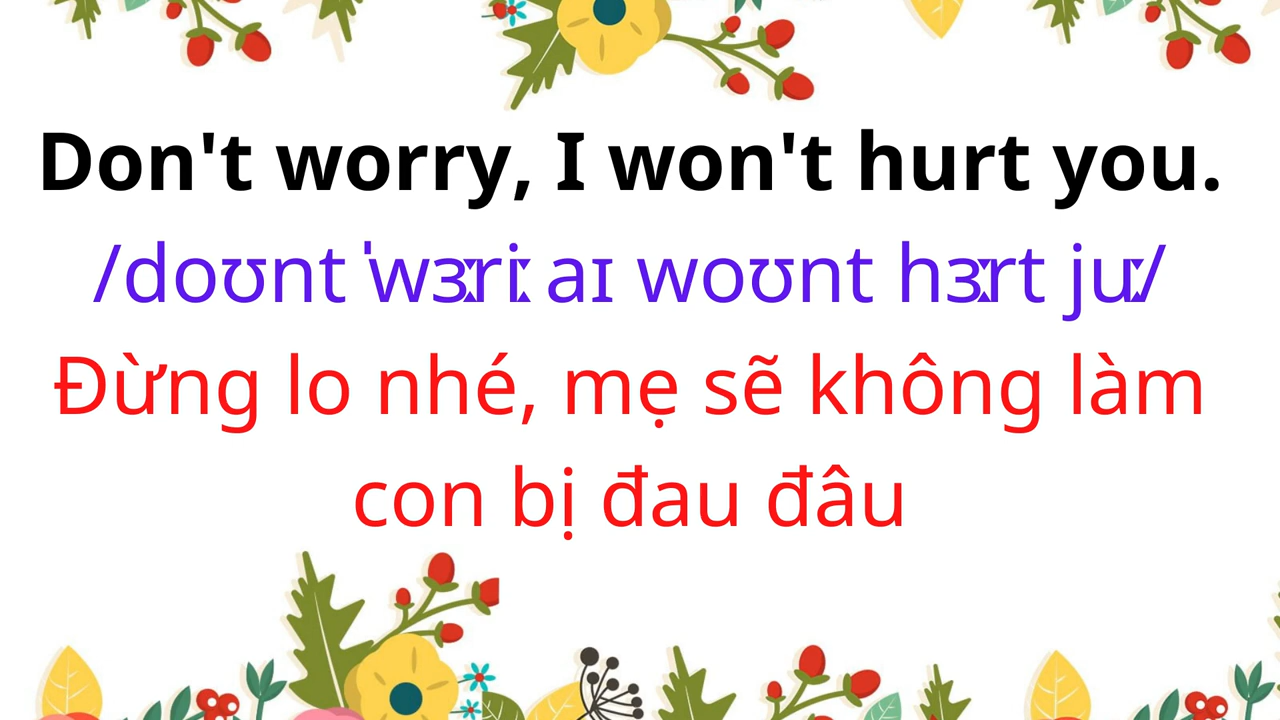 Don't worry, I won't hurt you.
/doʊnt ˈwɜːriː aɪ woʊnt hɜːrt juː/
Đừng lo nhé, mẹ sẽ không làm
con bị đau đâu